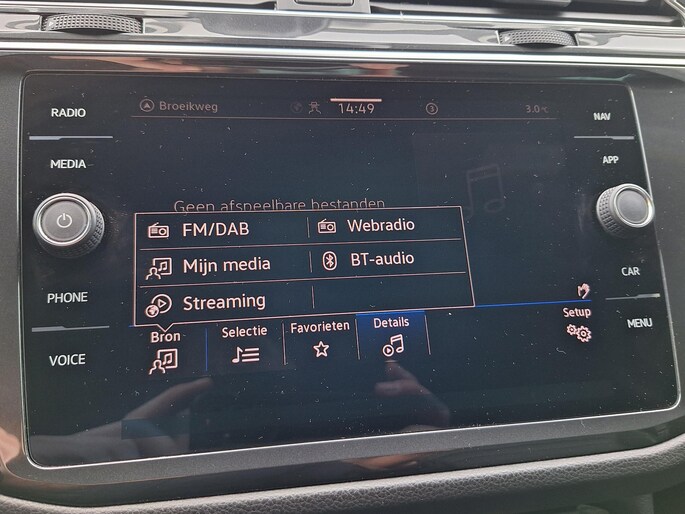 RADIO
MEDIA
PHONE
VOICE
Broeikweg
14:49
3
3.0°C
Geen afspeelbare bestanden
FM/DAB Webradio
Mijn media BT-audio
Streaming
Bron Selectie Favorieten Details Setup
NAV
APP
CAR
MENU